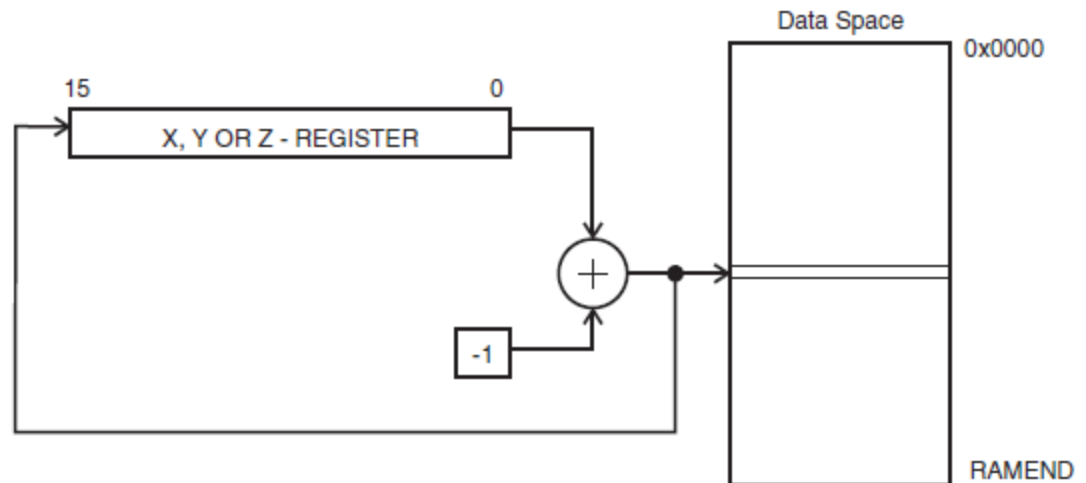 Data Space
0x0000
15
0
X, Y OR Z - REGISTER
+
-1
RAMEND